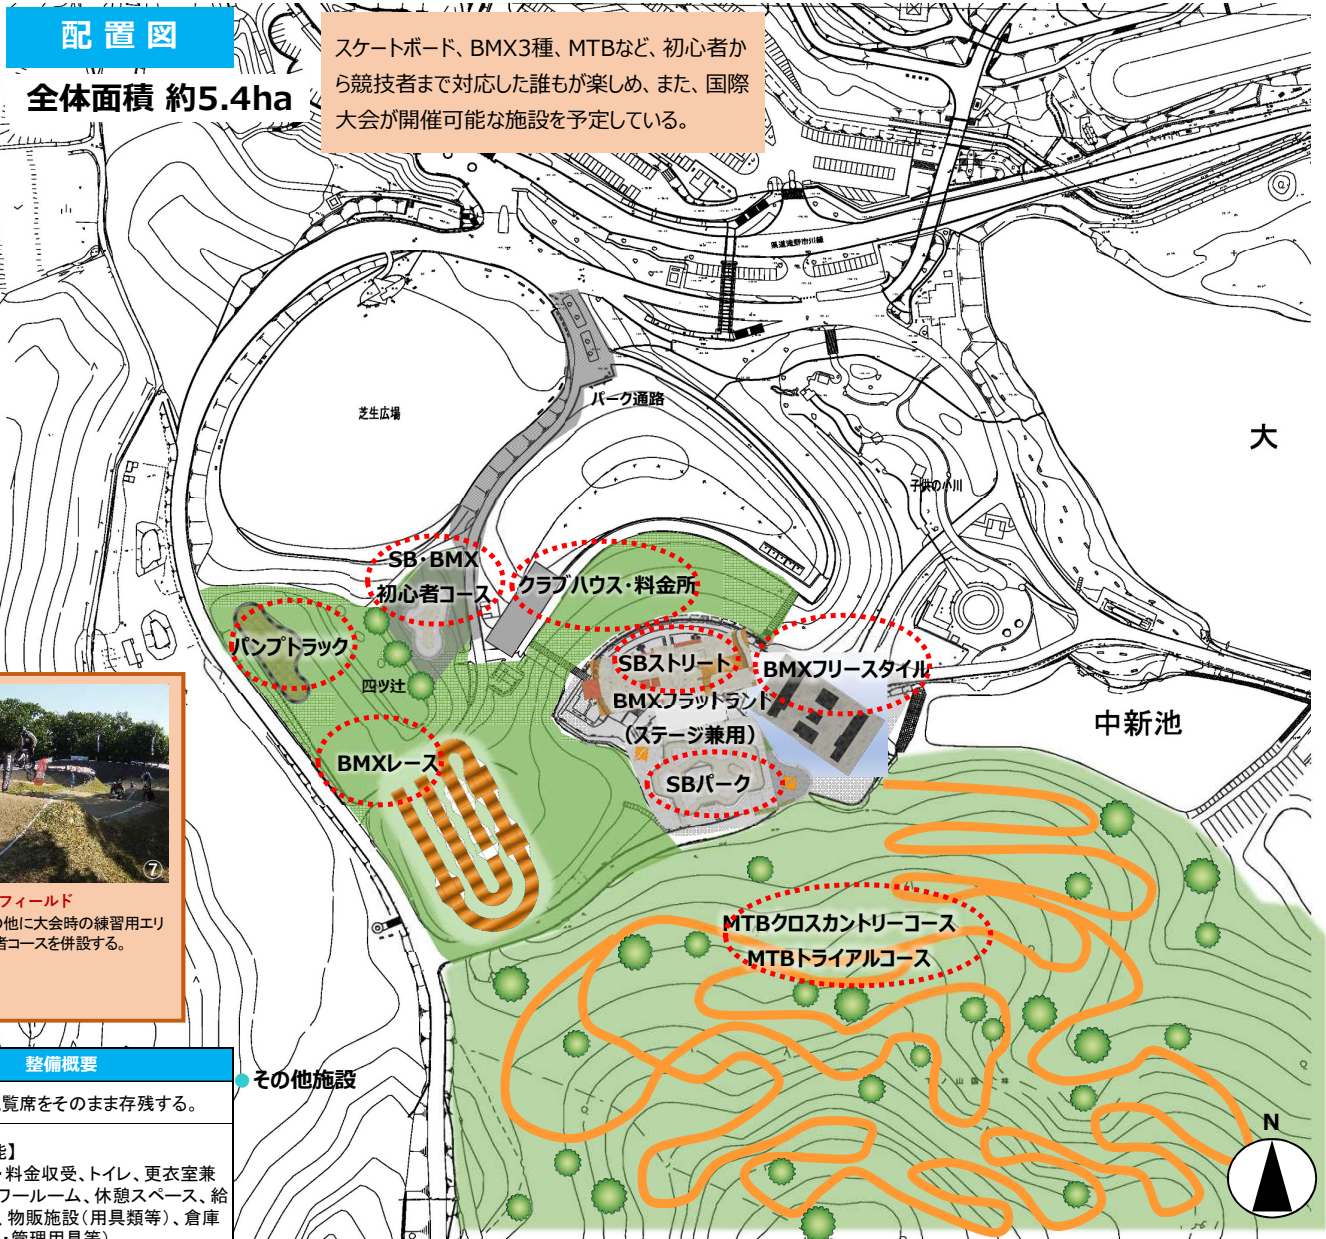 配置図
全体面積 約5.4ha
スケートボード、BMX3種、MTBなど、初心者か
ら競技者まで対応した誰もが楽しめ、また、国際
大会が開催可能な施設を予定している。
県道滝野市川線
芝生広場
パーク通路
大
子供の小川
SB・BMX
初心者コース
クラブハウス・料金所
パンプトラック
四ツ辻
SBストリート
BMXフリースタイル
BMXフラットランド
（ステージ兼用）
中新池
BMXレース
SBパーク
⑦
フィールド
の他に大会時の練習用エリ
者コースを併設する。
MTBクロスカントリーコース
MTBトライアルコース
整備概要
その他施設
覧席をそのまま存残する。
能】
・料金収受、トイレ、更衣室兼
ワールーム、休憩スペース、給
、物販施設（用具類等）、倉庫
・管理用具等）
N